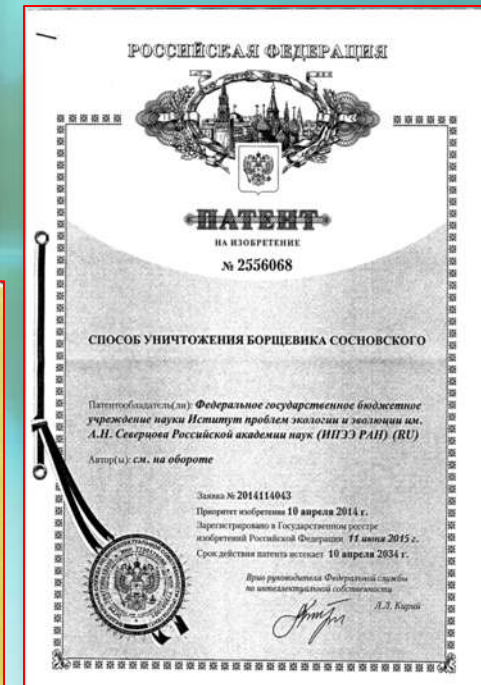 РОССИЙСКАЯ ФЕДЕРАЦИЯ
ПАТЕНТ
НА ИЗОБРЕТЕНИЕ
№ 2556068
СПОСОБ УНИЧТОЖЕНИЯ БОРЩЕВИКА СОСНОВСКОГО
Патентообладатель(ли): Федеральное государственное бюджетное
учреждение науки Иститут проблем экологии и эволюции им.
А.Н. Северцова Российской академии наук (ИПЭЭ РАН) (RU)
Автор(ы): см. на обороте
Заявка № 2014114043
Приоритет изобретения 10 апреля 2014 г.
Зарегистрировано в Государственном реестре
изобретений Российской Федерации 11 июня 2015 г.
Срок действия патента истекает 10 апреля 2034 г.
Врио руководителя Федеральной службы
по интеллектуальной собственности
Л.Л. Кирий